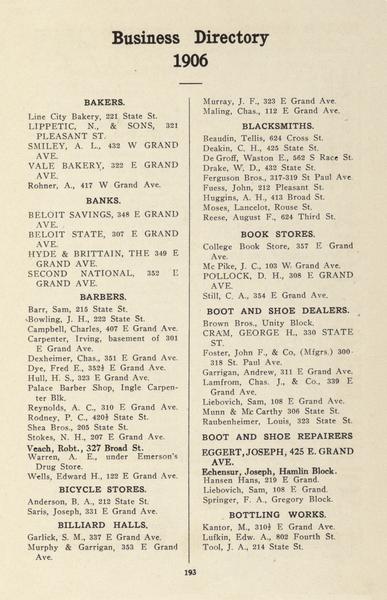 Business Directory
1906
BAKERS.
Line City Bakery, 221 State St.
LIPPETIC, N., & SONS, 321
PLEASANT ST.
SMILEY, A. L., 432 W GRAND
AVE.
VALE BAKERY, 322 E GRAND
AVE.
Rohner, A., 417 W Grand Ave.
BANKS.
BELOIT SAVINGS, 348 E GRAND
AVE.
BELOIT STATE, 307 E GRAND
AVE.
HYDE & BRITTAIN, THE 349 E
GRAND AVE.
SECOND NATIONAL, 352 E
GRAND AVE.
BARBERS.
Barr, Sam, 215 State St.
Bowling, J. H., 222 State St.
Campbell, Charles, 407 E Grand Ave.
Carpenter, Irving, basement of 301
E Grand Ave.
Dexheimer, Chas., 351 E Grand Ave.
Dye, Fred E., 352½ E Grand Ave.
Hull, H. S., 323 E Grand Ave.
Palace Barber Shop, Ingle Carpen-
ter Blk.
Reynolds, A. C., 310 E Grand Ave.
Rodney, P. C., 420½ State St.
Shea Bros., 205 State St.
Stokes, N. H., 207 E Grand Ave.
Veach, Robt., 327 Broad St.
Warren, A. E., under Emerson's
Drug Store.
Wells, Edward H., 122 E Grand Ave.
BICYCLE STORES.
Anderson, B. A., 212 State St.
Saris, Joseph, 331 E Grand Ave.
BILLIARD HALLS.
Garlick, S. M., 337 E Grand Ave.
Murphy & Garrigan, 353 E Grand
Ave.
Murray, J. F., 323 E Grand Ave.
Maling, Chas., 112 E Grand Ave.
BLACKSMITHS.
Beaudin, Tellis, 624 Cross St.
Deakin, C. H., 425 State St.
De Groff, Waston E., 562 S Race St.
Drake, W. D., 432 State St.
Ferguson Bros., 317-319 St Paul Ave.
Fuess, John, 212 Pleasant St.
Huggins, A. H., 413 Broad St.
Moses, Lancelot, Rouse St.
Reese, August F., 624 Third St.
BOOK STORES.
College Book Store, 357 E Grand
Ave.
Mc Pike, J. C., 103 W. Grand Ave.
POLLOCK, D. H., 308 E GRAND
AVE.
Still, C. A., 354 E Grand Ave.
BOOT AND SHOE DEALERS.
Brown Bros., Unity Block.
CRAM, GEORGE H., 330 STATE
ST.
Foster, John F., & Co, (Mfgrs.) 300-
318 St. Paul Ave.
Garrigan, Andrew, 311 E Grand Ave.
Lamfrom, Chas., J., & Co., 339 E
Grand Ave.
Liebovich, Sam, 108 E Grand Ave.
Munn & Mc Carthy 306 State St.
Raubenheimer, Louis, 323 State St.
BOOT AND SHOE REPAIRERS
EGGERT, JOSEPH, 425 E. GRAND
AVE.
Echensur, Joseph, Hamlin Block.
Hansen Hans, 219 E Grand.
Liebovich, Sam, 108 E Grand.
Springer, F. A., Gregory Block.
BOTTLING WORKS.
Kantor, M., 310½ E Grand Ave.
Lufkin, Edw. A., 802 Fourth St.
Tool, J. A., 214 State St.
193